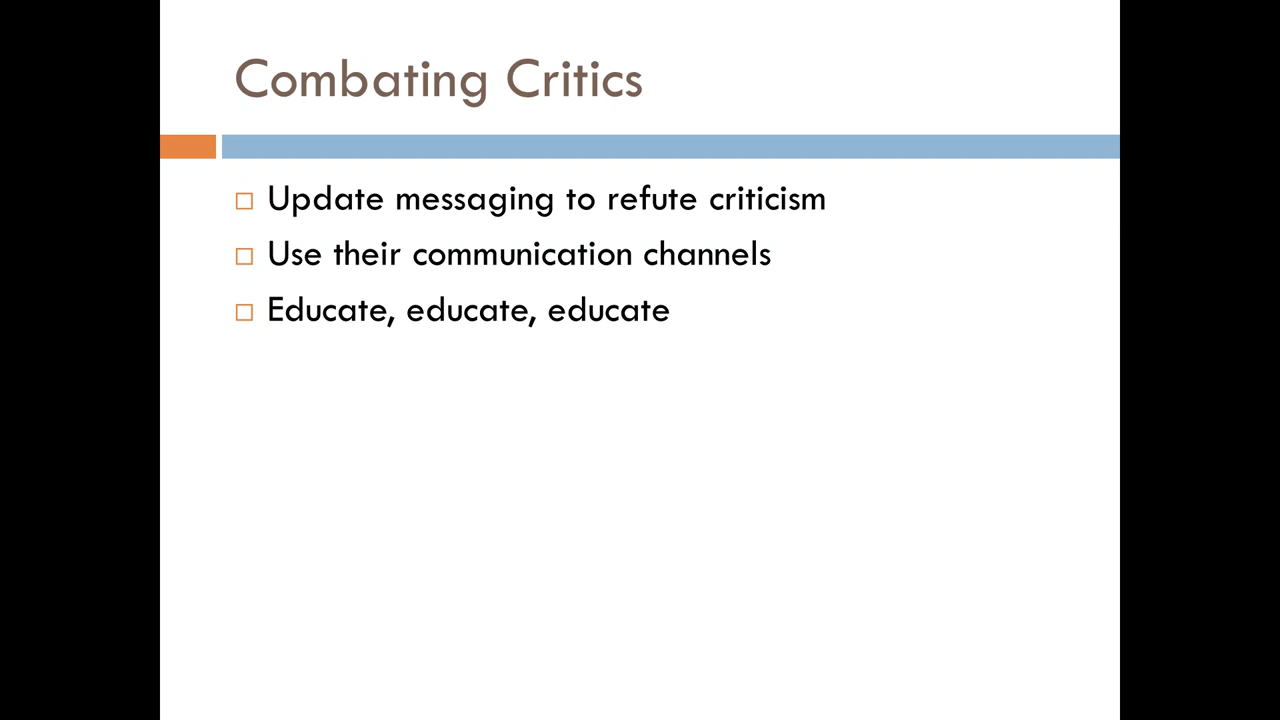 Combating Critics
Update messaging to refute criticism
Use their communication channels
Educate, educate, educate